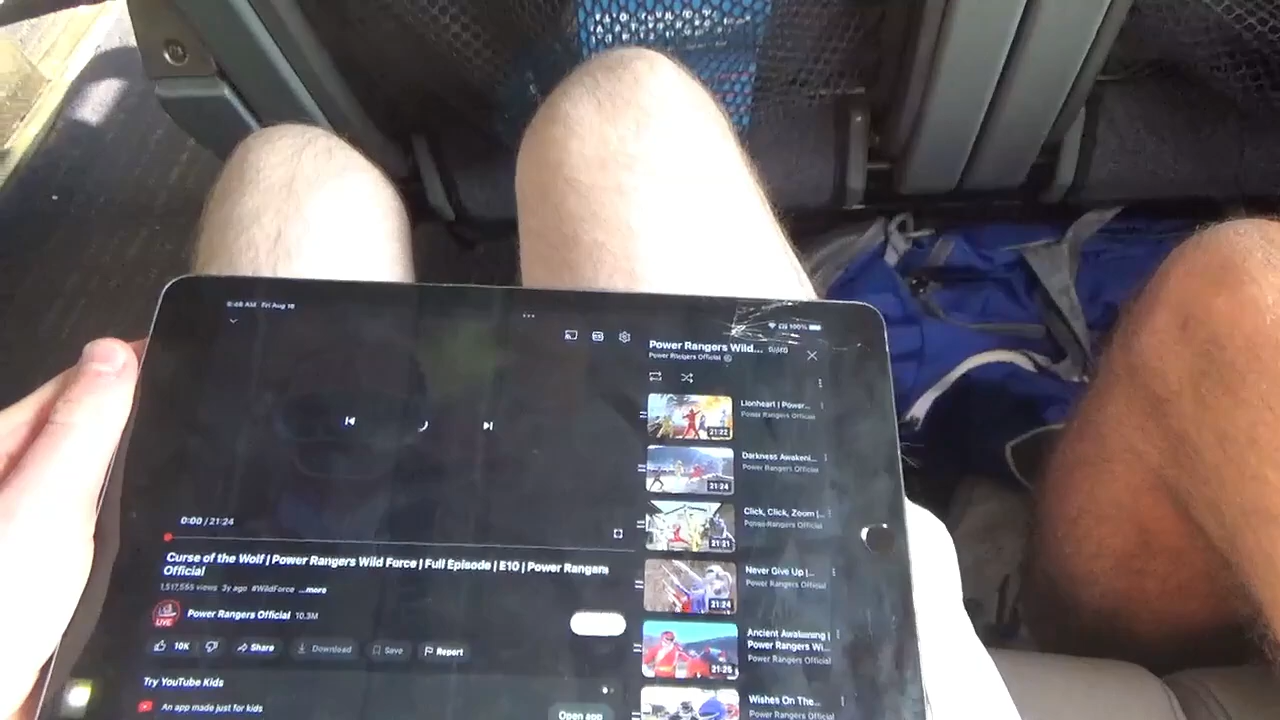 Fri Aug
100%
Power Rangers Wild...
Power Rangers Official
Lionheart | Power...
Power Rangers Official
21:22
Darkness Awakeni...
Power Rangers Official
21:24
Click, Click, Zoom |...
Power Rangers Official
21:21
Never Give Up |...
Power Rangers Official
21:24
Ancient Awakening |
Power Rangers Wi...
Power Rangers Official
21:25
Wishes On The...
Power Rangers Official
0:00 / 21:24
Curse of the Wolf | Power Rangers Wild Force | Full Episode | E10 | Power Rangers
Official
1,517,565 views 3y ago #WildForce ...more
LIVE
Power Rangers Official 10.3M
10K
Share
Download
Save
Report
Try YouTube Kids
An app made just for kids
Open app